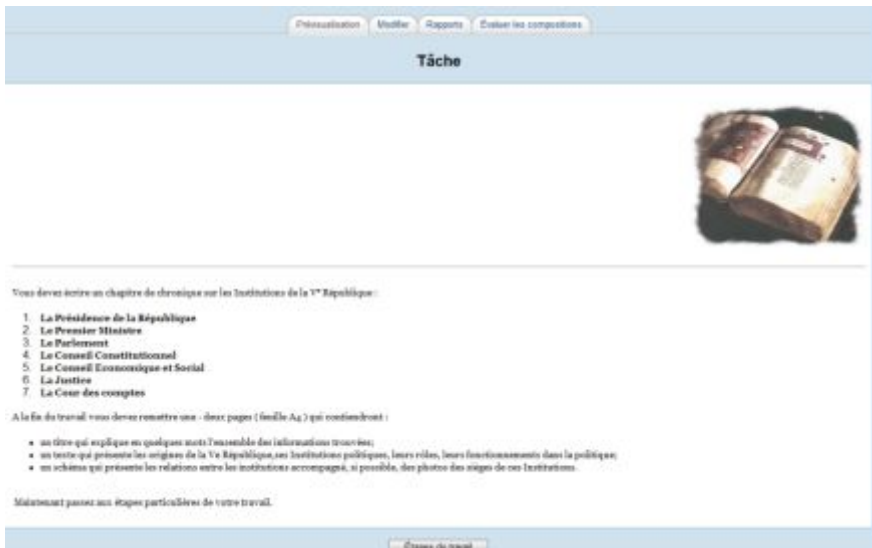 Prévisualisation Modifier Rapports Évaluer les compositions
Tâche
Vous devez écrire un chapitre de chronique sur les Institutions de la Vᵉ République :
1. La Présidence de la République
2. Le Premier Ministre
3. Le Parlement
4. Le Conseil Constitutionnel
5. Le Conseil Economique et Social
6. La Justice
7. La Cour des comptes
A la fin du travail vous devez remettre une - deux pages ( feuille A4 ) qui contiendront :
• un titre qui explique en quelques mots l'ensemble des informations trouvées;
• un texte qui présente les origines de la Ve République,ses Institutions politiques, leurs rôles, leurs fonctionnements dans la politique;
• un schéma qui présente les relations entre les institutions accompagné, si possible, des photos des sièges de ces Institutions.
Maintenant passez aux étapes particulières de votre travail.
Étapes de travail